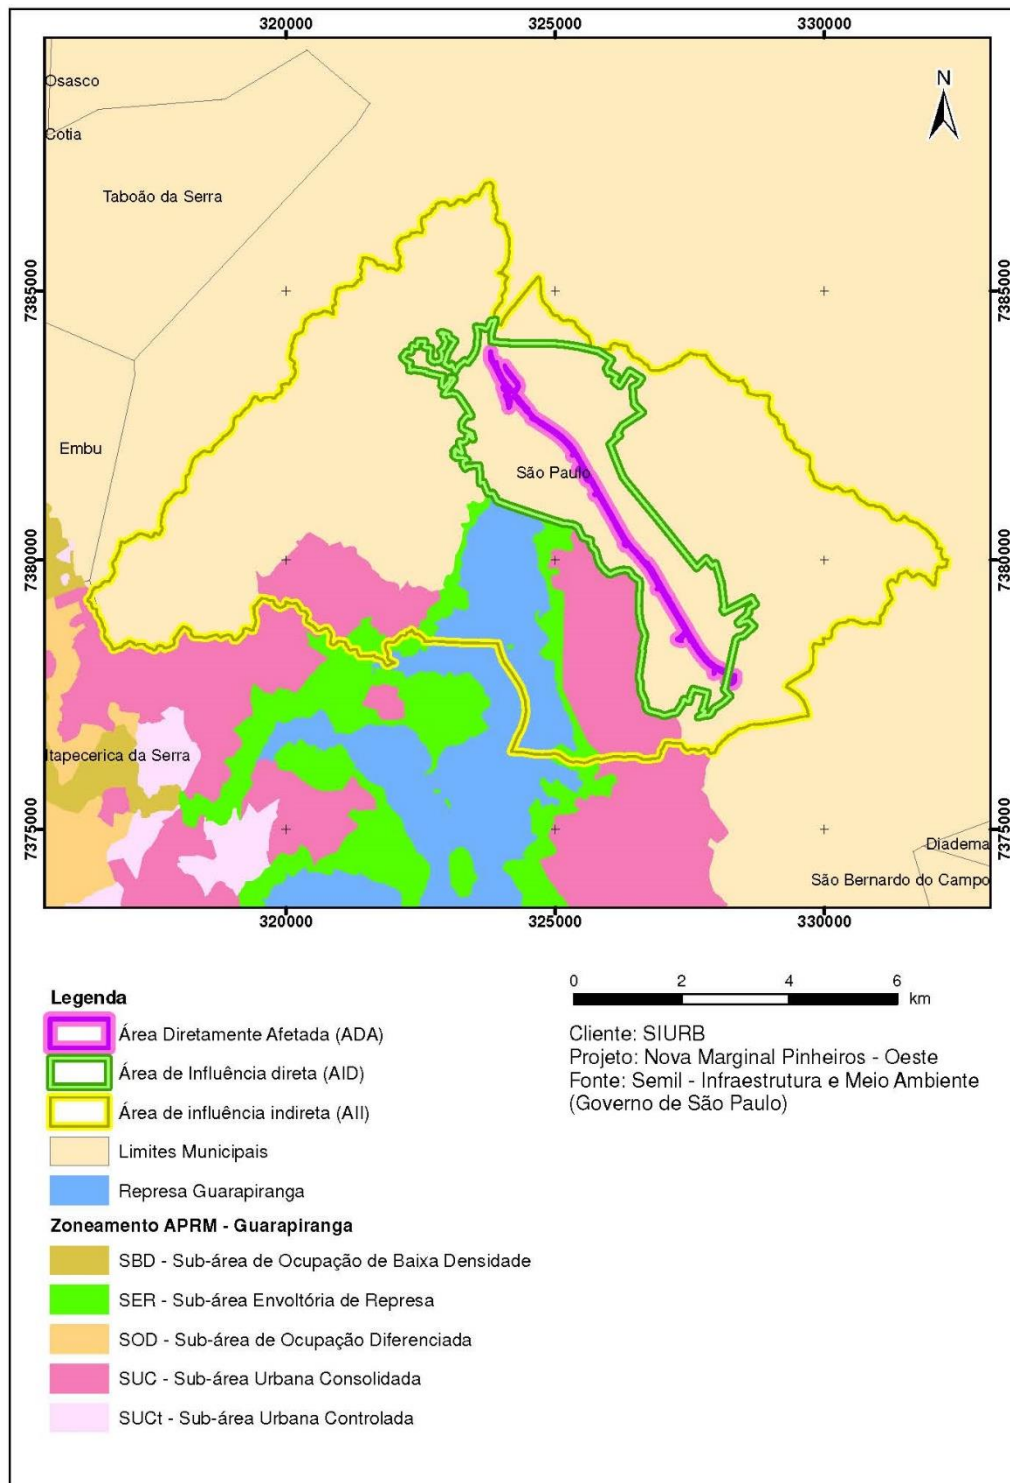 320000 325000 330000
Osasco
N
Cotia
Taboão da Serra
7385000 7385000
Embu
São Paulo
7380000 7380000
Itapecerica da Serra
7375000 7375000
Diadema
São Bernardo do Campo
320000 325000 330000
0 2 4 6
km
Legenda
Área Diretamente Afetada (ADA)
Área de Influência direta (AID)
Área de influência indireta (AII)
Limites Municipais
Represa Guarapiranga
Zoneamento APRM - Guarapiranga
SBD - Sub-área de Ocupação de Baixa Densidade
SER - Sub-área Envoltória de Represa
SOD - Sub-área de Ocupação Diferenciada
SUC - Sub-área Urbana Consolidada
SUCt - Sub-área Urbana Controlada
Cliente: SIURB
Projeto: Nova Marginal Pinheiros - Oeste
Fonte: Semil - Infraestrutura e Meio Ambiente
(Governo de São Paulo)